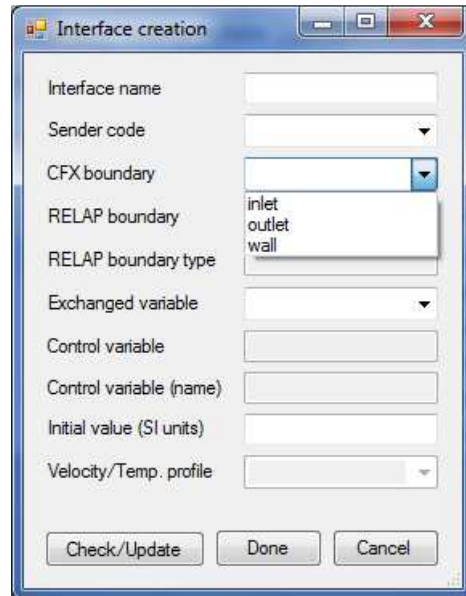 Interface creation
Interface name
Sender code
CFX boundary
inlet
outlet
wall
RELAP boundary
RELAP boundary type
Exchanged variable
Control variable
Control variable (name)
Initial value (SI units)
Velocity/Temp. profile
Check/Update Done Cancel